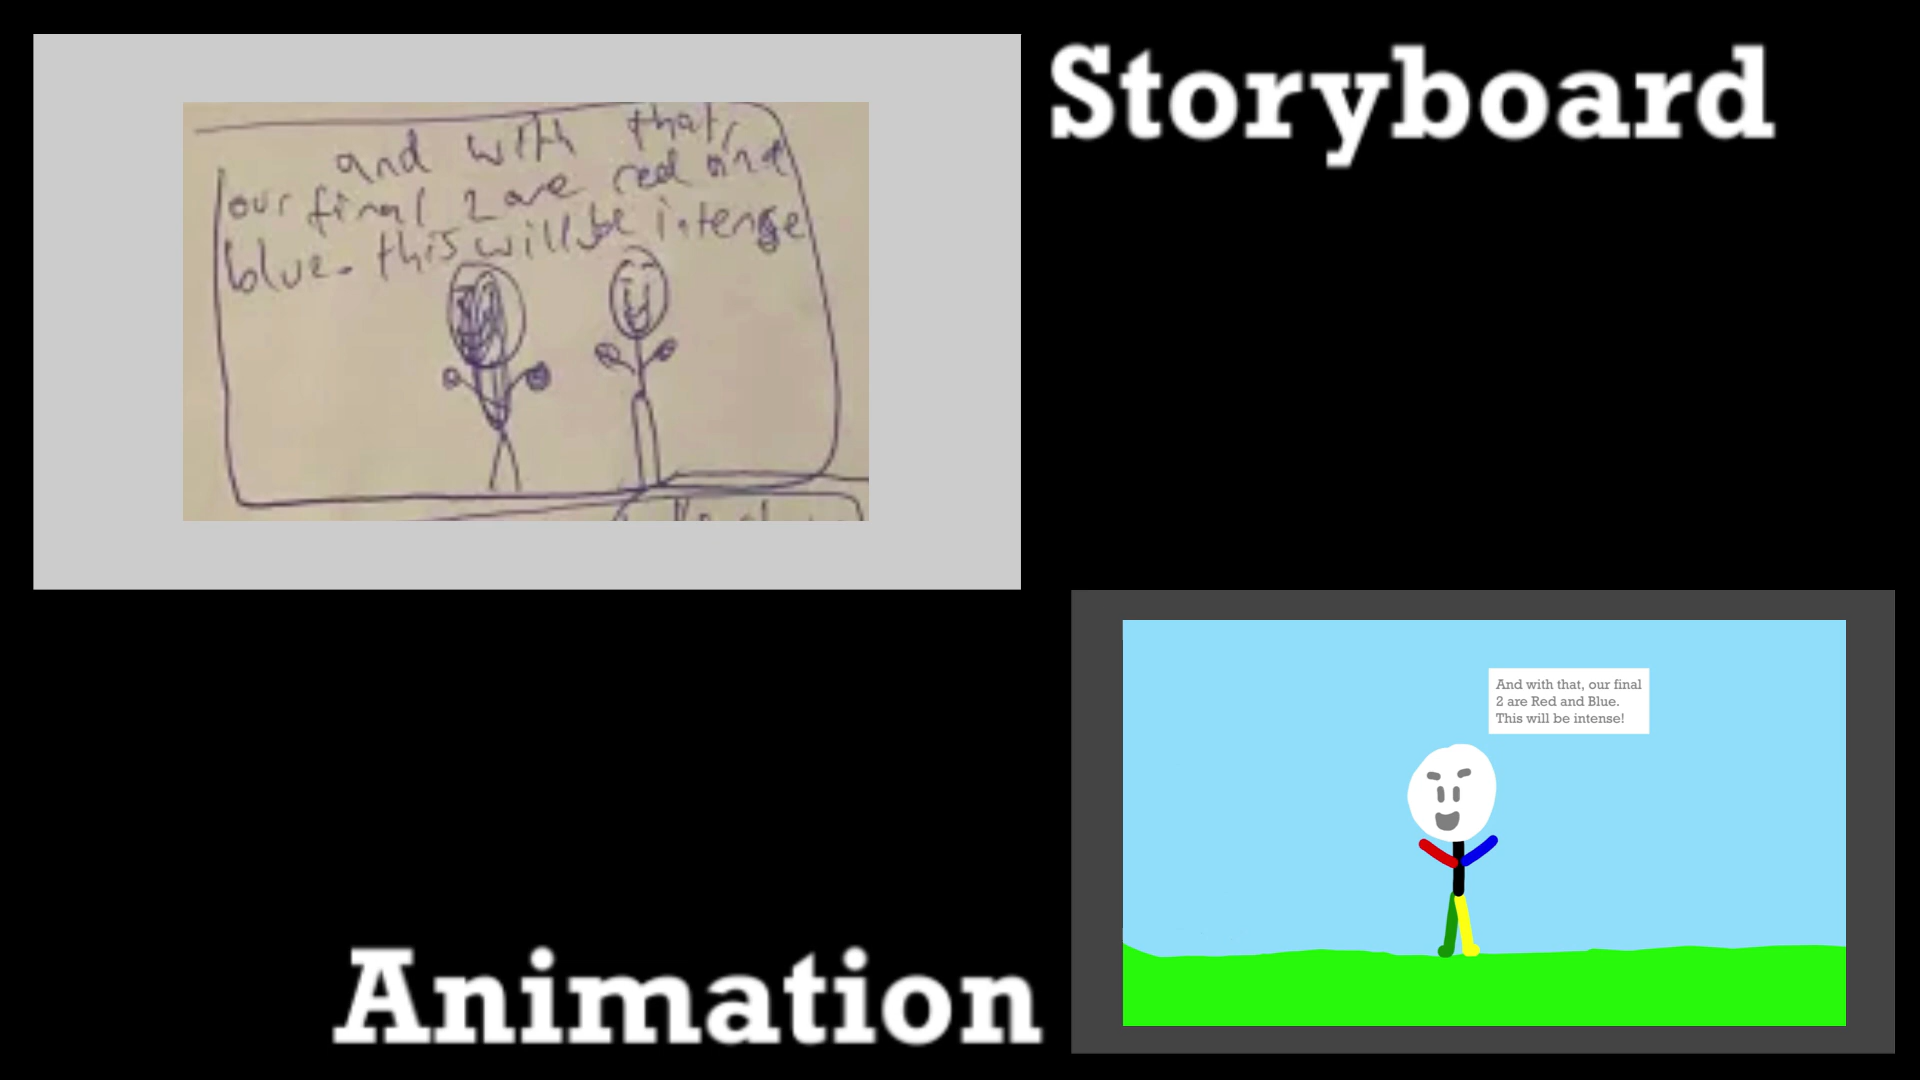 Storyboard
and with that,
our final 2 are red and
blue. this will be intense
And with that, our final
2 are Red and Blue.
This will be intense!
Animation